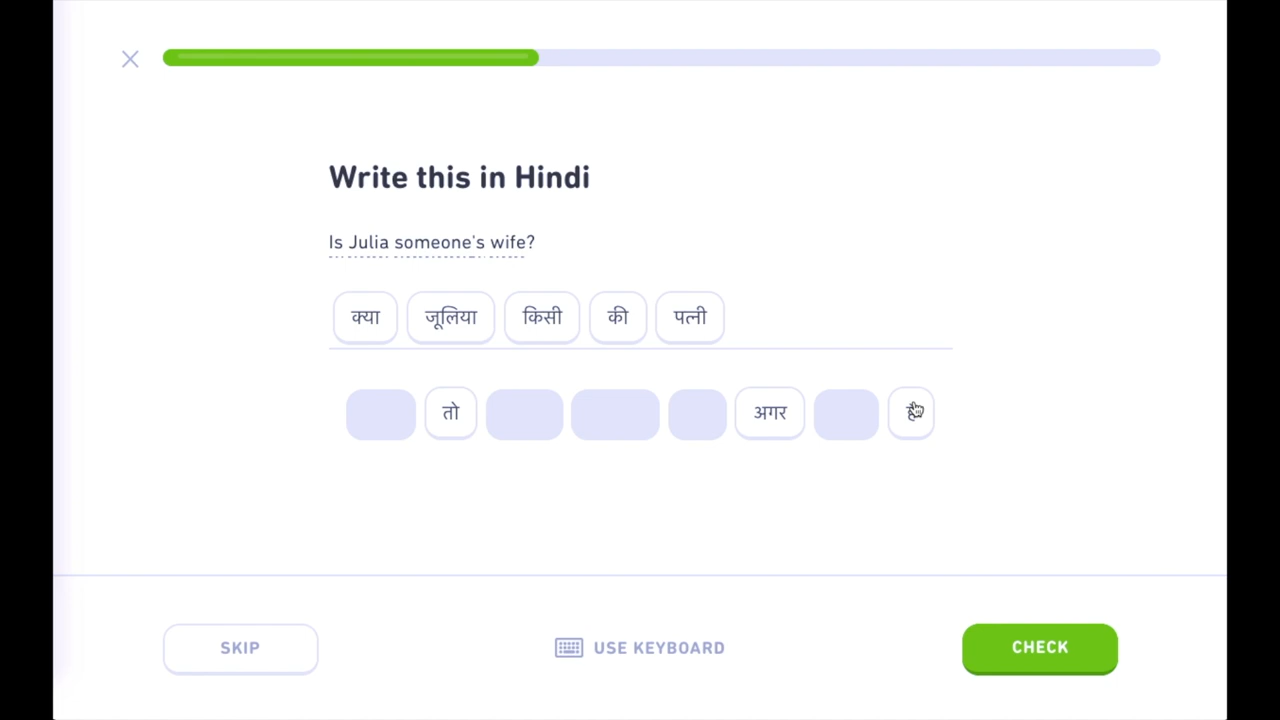 Write this in Hindi
Is Julia someone's wife?
क्या जूलिया किसी की पत्नी
तो अगर
SKIP USE KEYBOARD CHECK